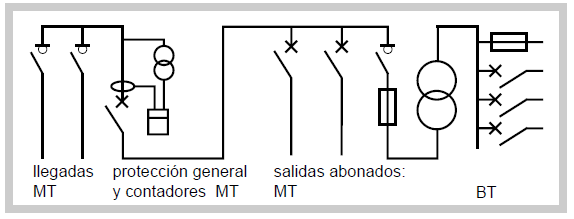 llegadas
MT
protección general
y contadores MT
salidas abonados:
MT
BT